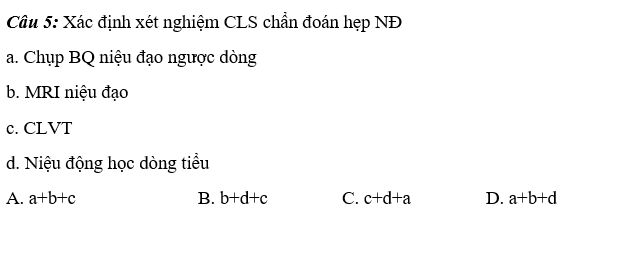 Câu 5: Xác định xét nghiệm CLS chẩn đoán hẹp NĐ
a. Chụp BQ niệu đạo ngược dòng
b. MRI niệu đạo
c. CLVT
d. Niệu động học dòng tiểu
A. a+b+c B. b+d+c C. c+d+a D. a+b+d